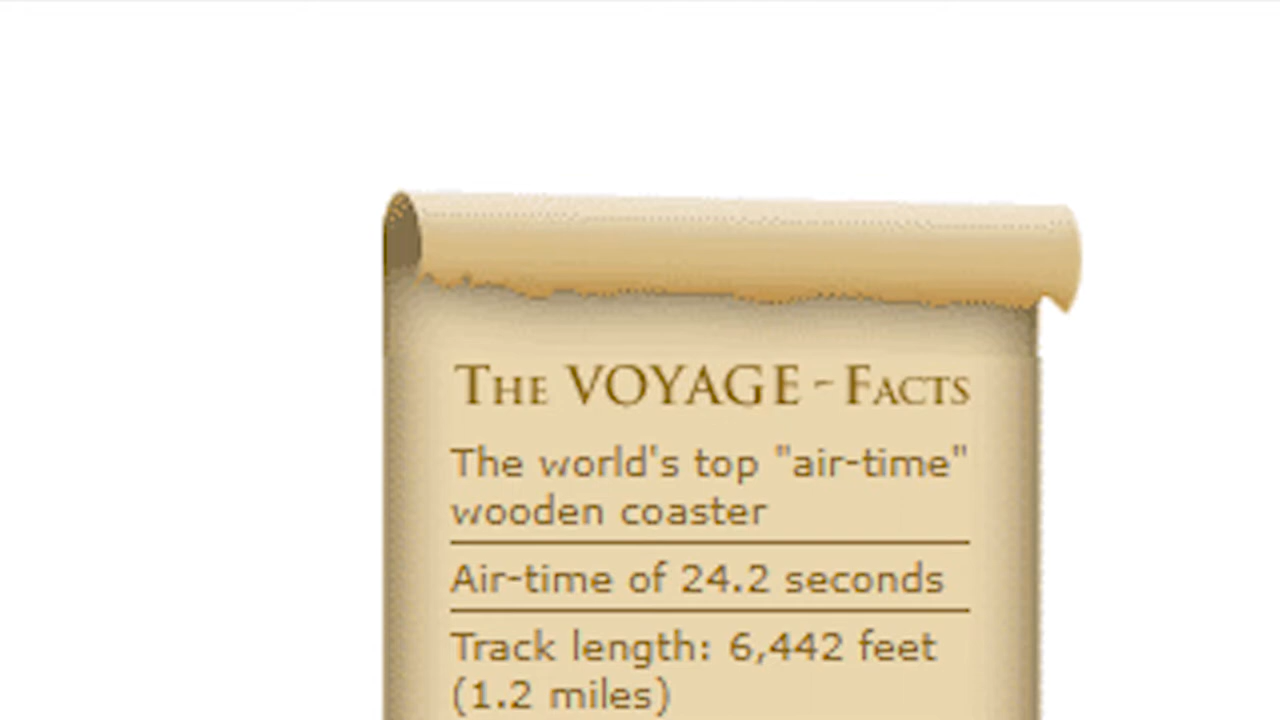 The VOYAGE - Facts
The world's top "air-time"
wooden coaster
Air-time of 24.2 seconds
Track length: 6,442 feet
(1.2 miles)